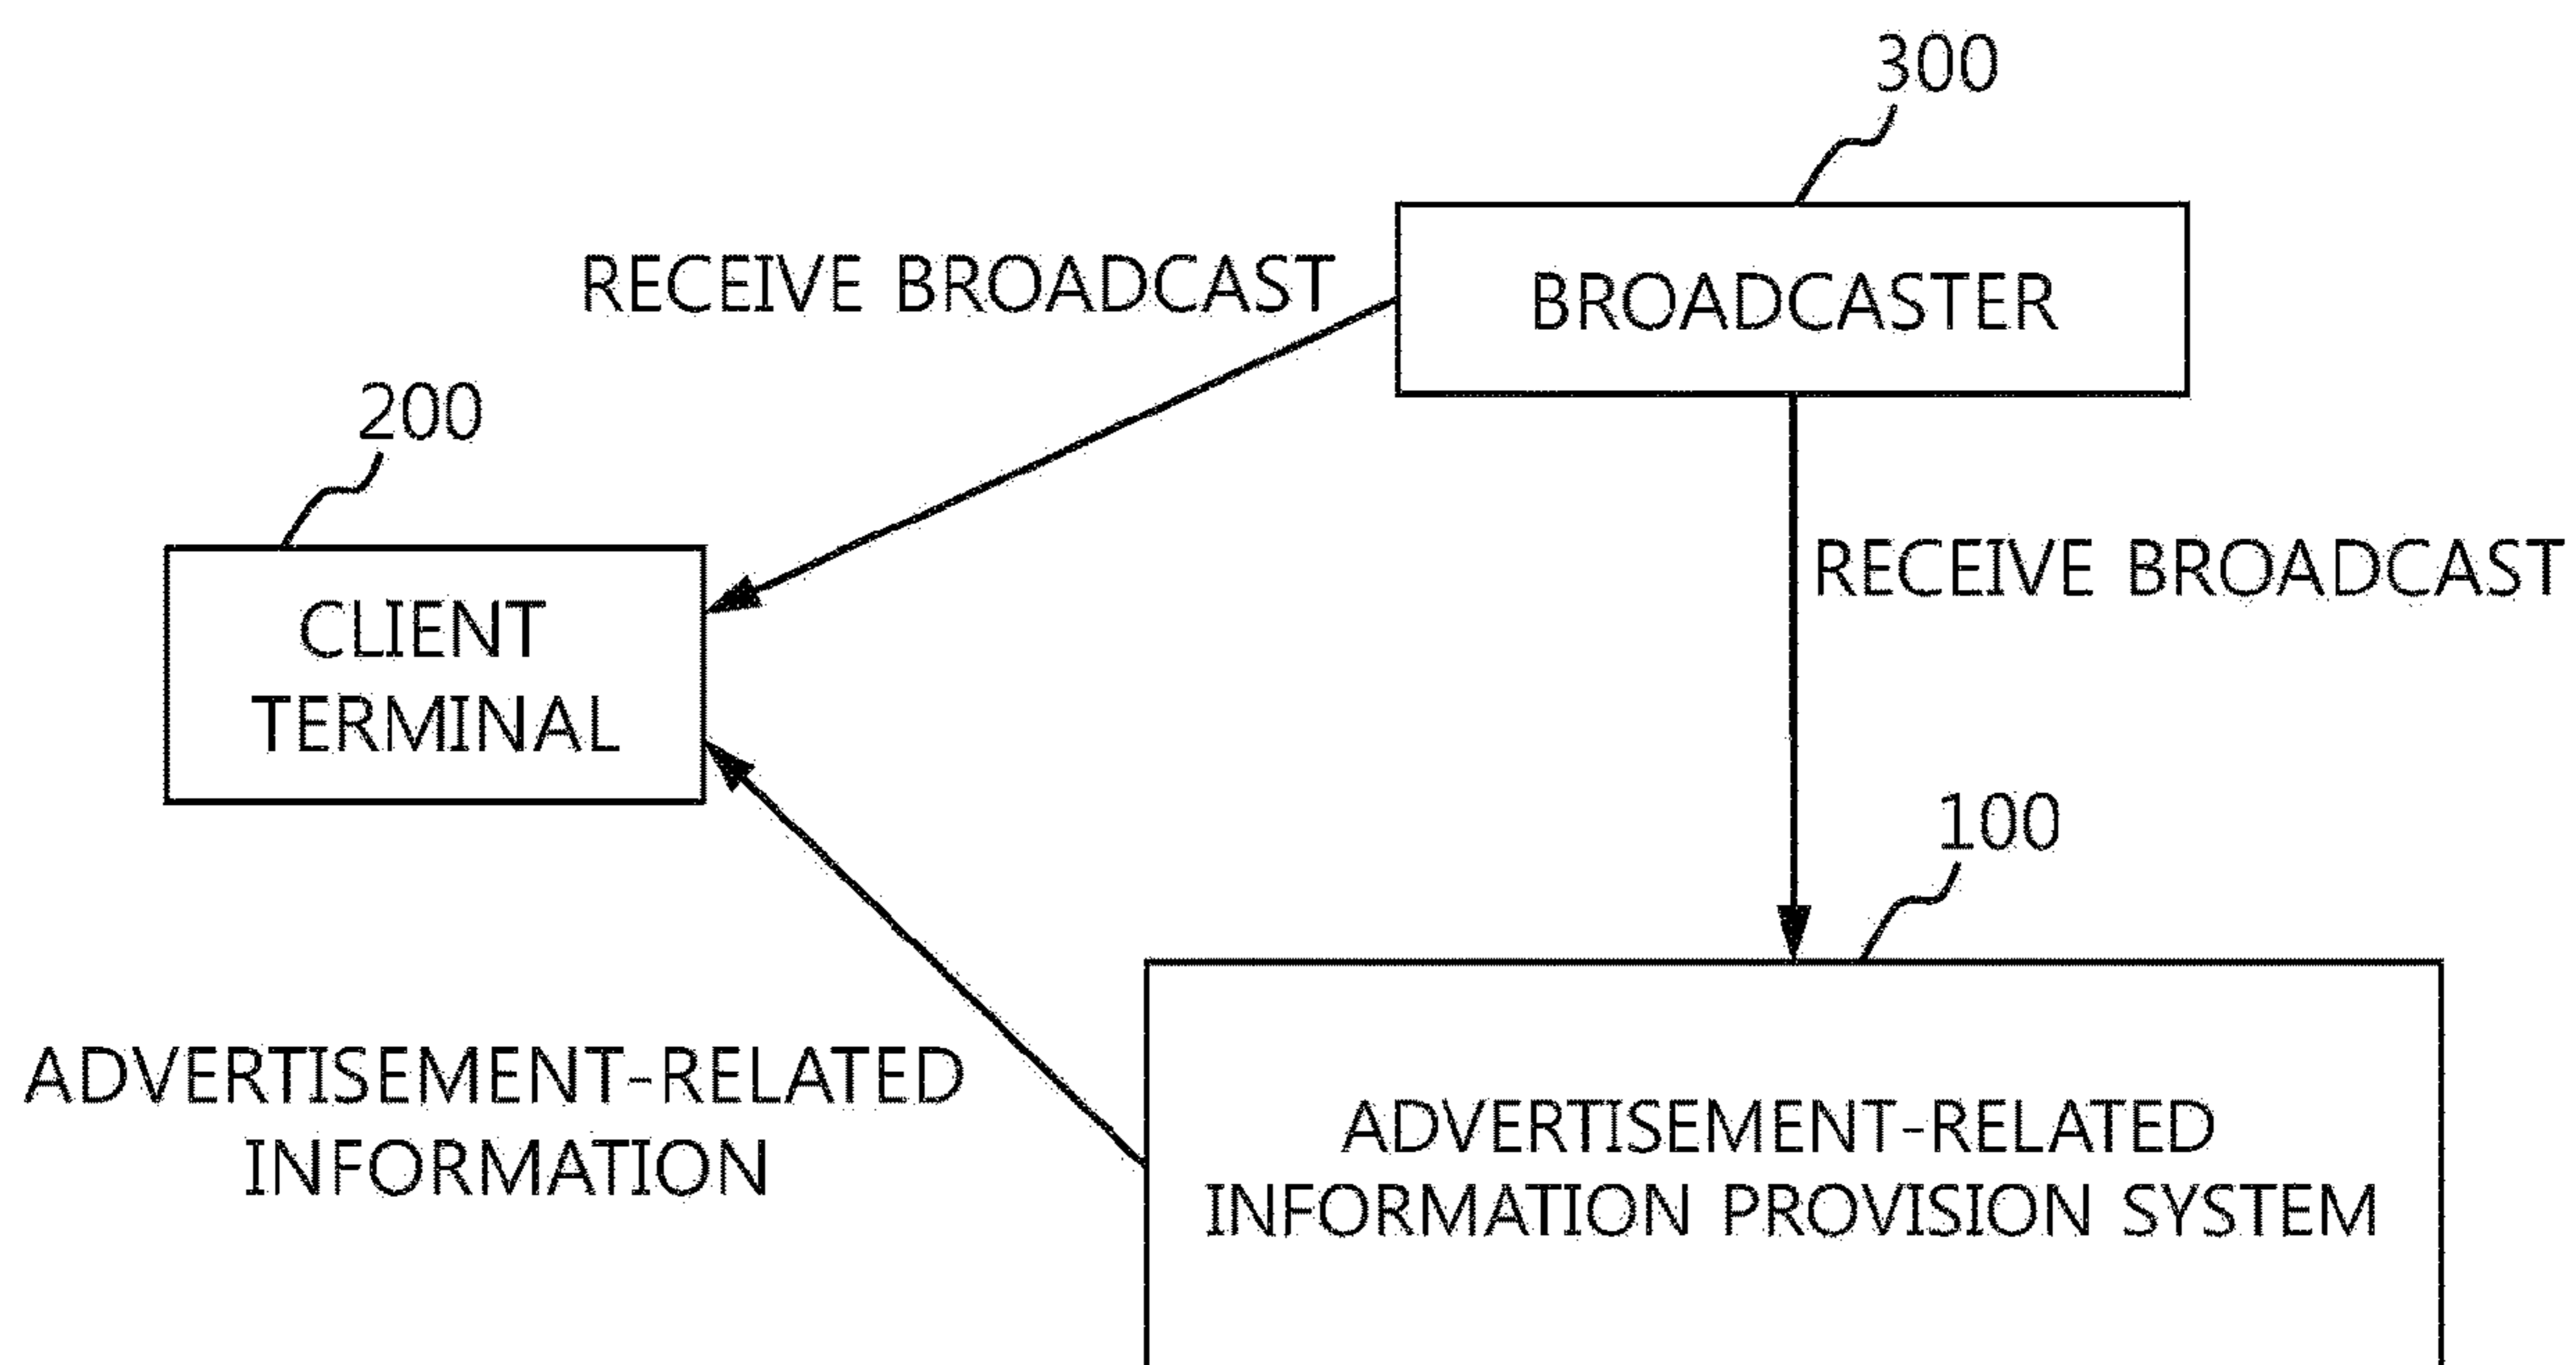 300
RECEIVE BROADCAST
BROADCASTER
200
CLIENT
TERMINAL
RECEIVE BROADCAST
100
ADVERTISEMENT-RELATED
INFORMATION
ADVERTISEMENT-RELATED
INFORMATION PROVISION SYSTEM